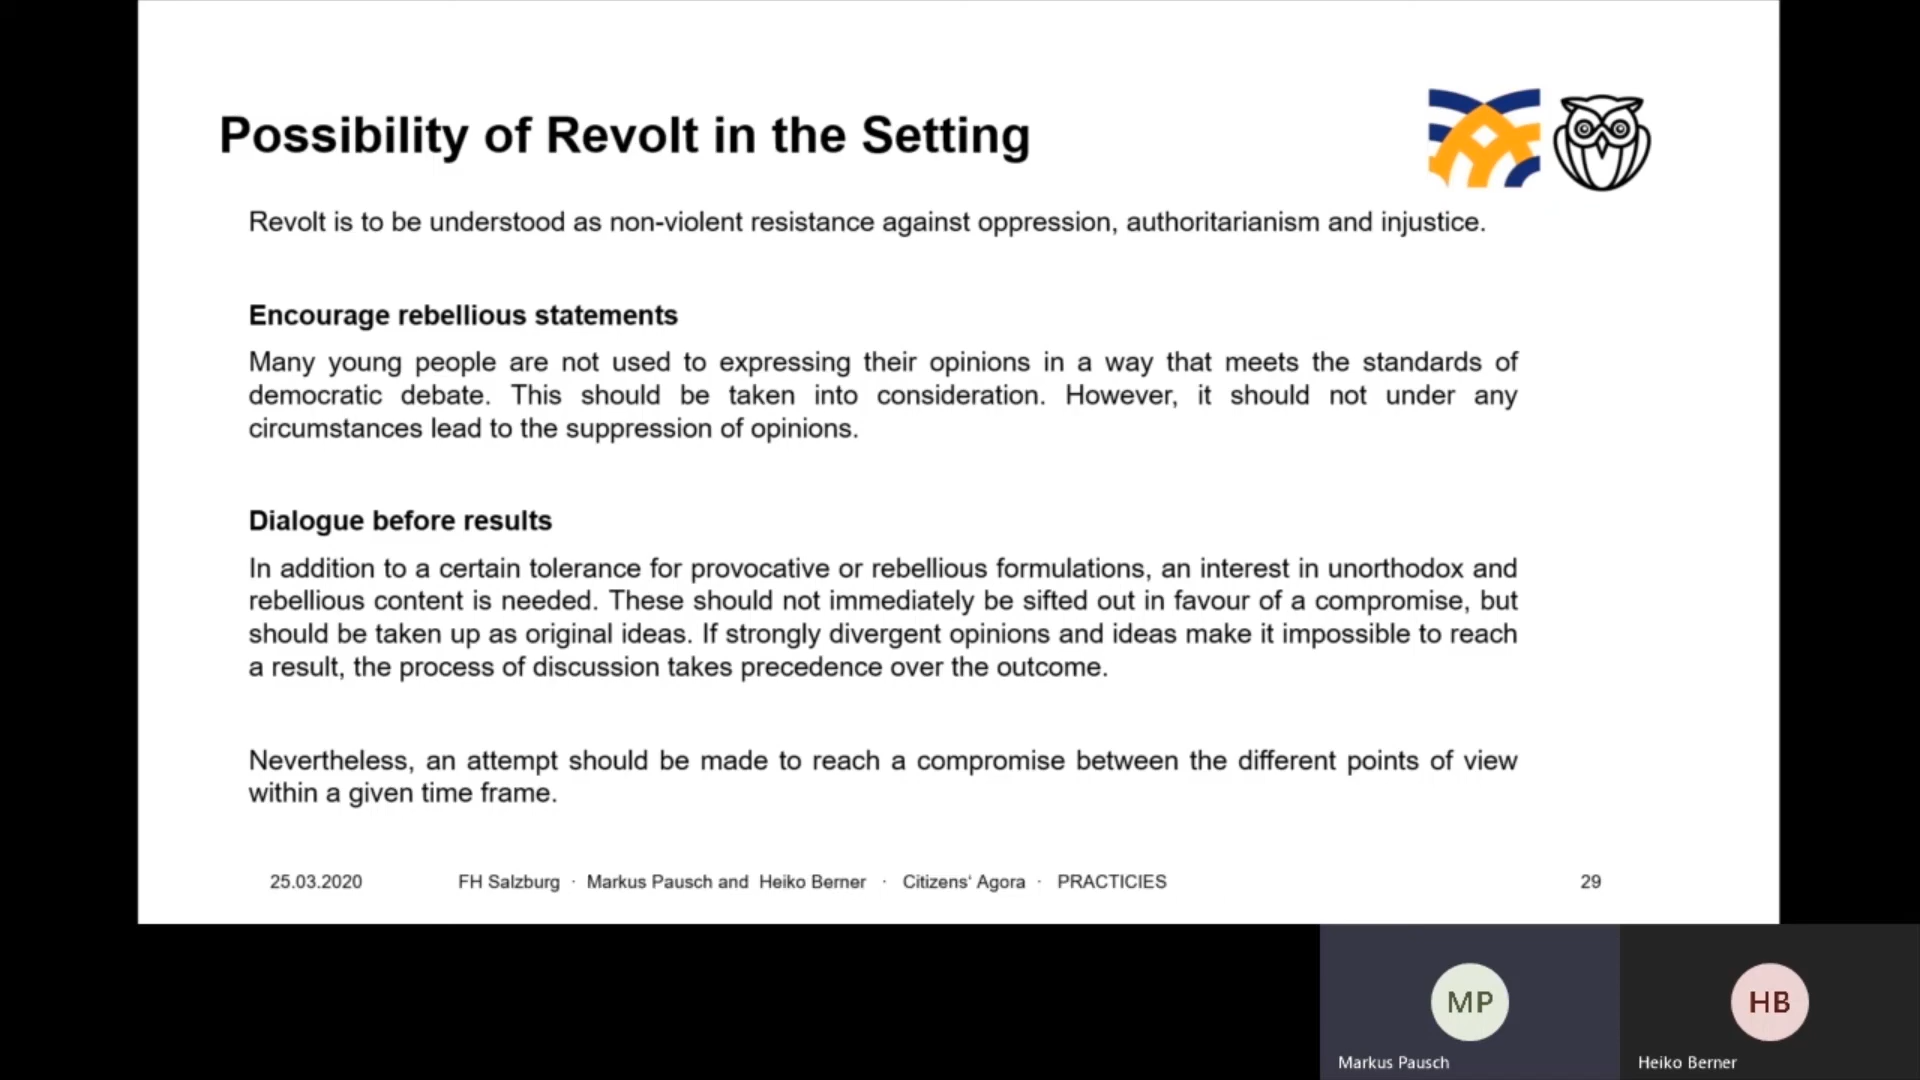 Possibility of Revolt in the Setting
Revolt is to be understood as non-violent resistance against oppression, authoritarianism and injustice.
Encourage rebellious statements
Many young people are not used to expressing their opinions in a way that meets the standards of
democratic debate. This should be taken into consideration. However, it should not under any
circumstances lead to the suppression of opinions.
Dialogue before results
In addition to a certain tolerance for provocative or rebellious formulations, an interest in unorthodox and
rebellious content is needed. These should not immediately be sifted out in favour of a compromise, but
should be taken up as original ideas. If strongly divergent opinions and ideas make it impossible to reach
a result, the process of discussion takes precedence over the outcome.
Nevertheless, an attempt should be made to reach a compromise between the different points of view
within a given time frame.
25.03.2020 FH Salzburg · Markus Pausch and Heiko Berner · Citizens‘ Agora · PRACTICIES 29
MP HB
Markus Pausch Heiko Berner